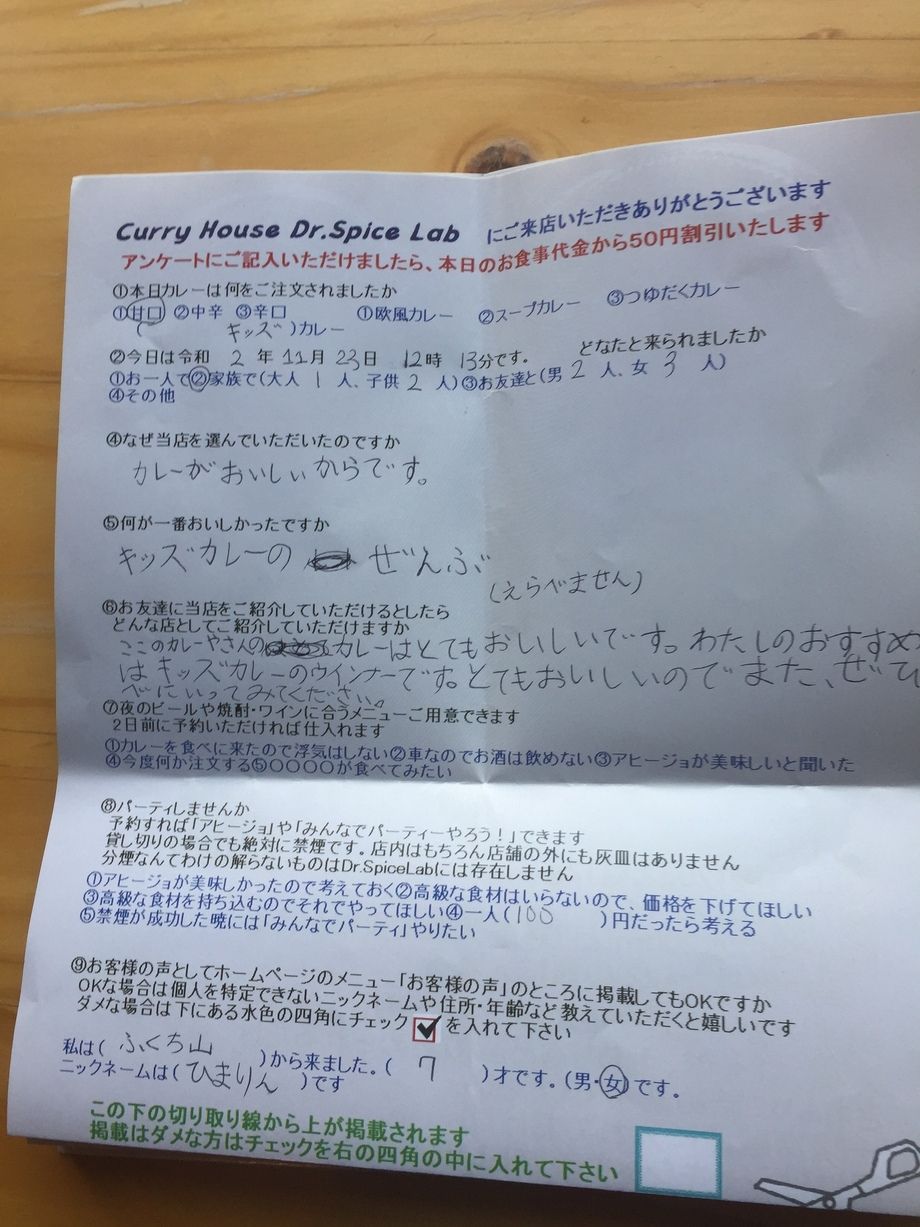 Curry House Dr.Spice Lab にご来店いただきありがとうございます
アンケートにご記入いただけましたら、本日のお食事代金から50円割引いたします
①本日カレーは何をご注文されましたか
①甘口 ②中辛 ③辛口 ①欧風カレー ②スープカレー ③つゆだくカレー
( キッズ )カレー
②今日は令和 2 年 11月 23日 12時 13分です。 どなたと来られましたか
①お一人で②家族で(大人 1 人、子供 2 人)③お友達と(男 2 人、女 3 人)
④その他
④なぜ当店を選んでいただいたのですか
カレーがおいしいからです。
⑤何が一番おいしかったですか
キッズカレーの ぜんぶ
(えらべません)
⑥お友達に当店をご紹介していただけるとしたら
どんな店としてご紹介していただけますか
ここのカレーやさんの カレーはとてもおいしいです。わたしのおすすめ
はキッズカレーのウインナーです。とてもおいしいのでまた、ぜひ
べにいってみてください。
⑦夜のビールや焼酎・ワインに合うメニューご用意できます
2日前に予約いただければ仕入れます
①カレーを食べに来たので浮気はしない②車なのでお酒は飲めない③アヒージョが美味しいと聞いた
④今度何か注文する⑤〇〇〇〇が食べてみたい
⑧パーティしませんか
予約すれば「アヒージョ」や「みんなでパーティーやろう!」できます
貸し切りの場合でも絶対に禁煙です。店内はもちろん店舗の外にも灰皿はありません
分煙なんてわけの解らないものはDr.SpiceLabには存在しません
①アヒージョが美味しかったので考えておく②高級な食材はいらないので、価格を下げてほしい
③高級な食材を持ち込むのでそれでやってほしい④一人(100 )円だったら考える
⑤禁煙が成功した暁には「みんなでパーティ」やりたい
⑨お客様の声としてホームページのメニュー「お客様の声」のところに掲載してもOKですか
OKな場合は個人を特定できないニックネームや住所・年齢など教えていただくと嬉しいです
ダメな場合は下にある水色の四角にチェック を入れて下さい
私は( ふくち山 )から来ました。( 7 )才です。(男・女)です。
ニックネームは( ひまりん )です
この下の切り取り線から上が掲載されます
掲載はダメな方はチェックを右の四角の中に入れて下さい